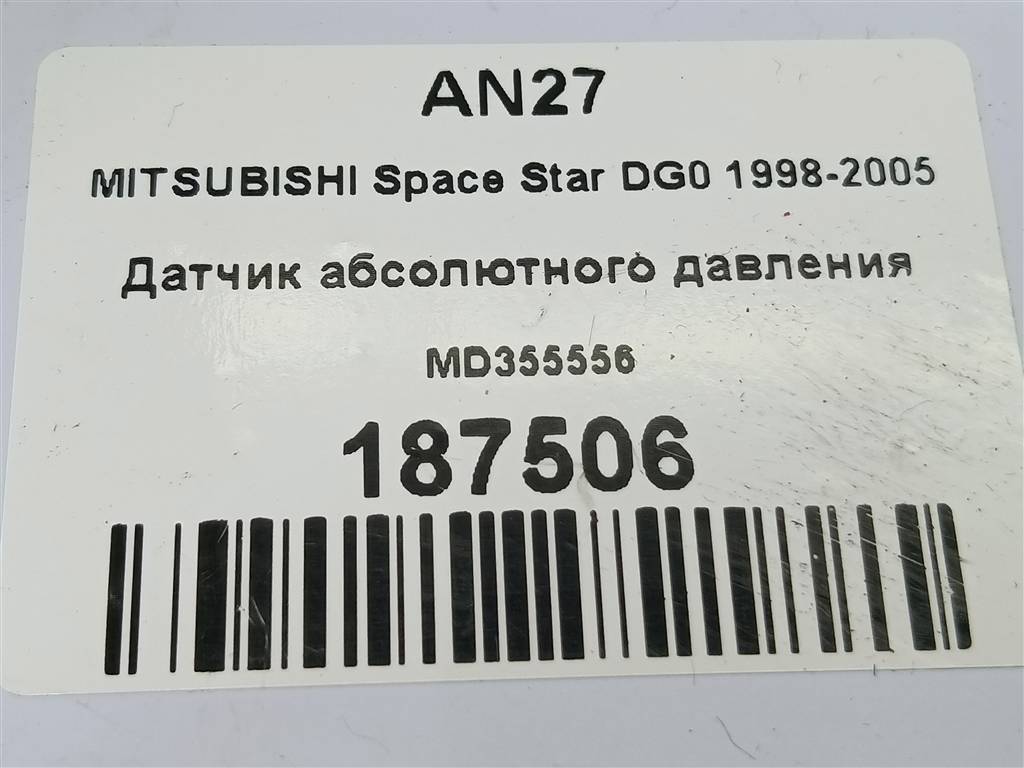 AN27
MITSUBISHI Space Star DG0 1998-2005
Датчик абсолютного давления
MD355556
187506